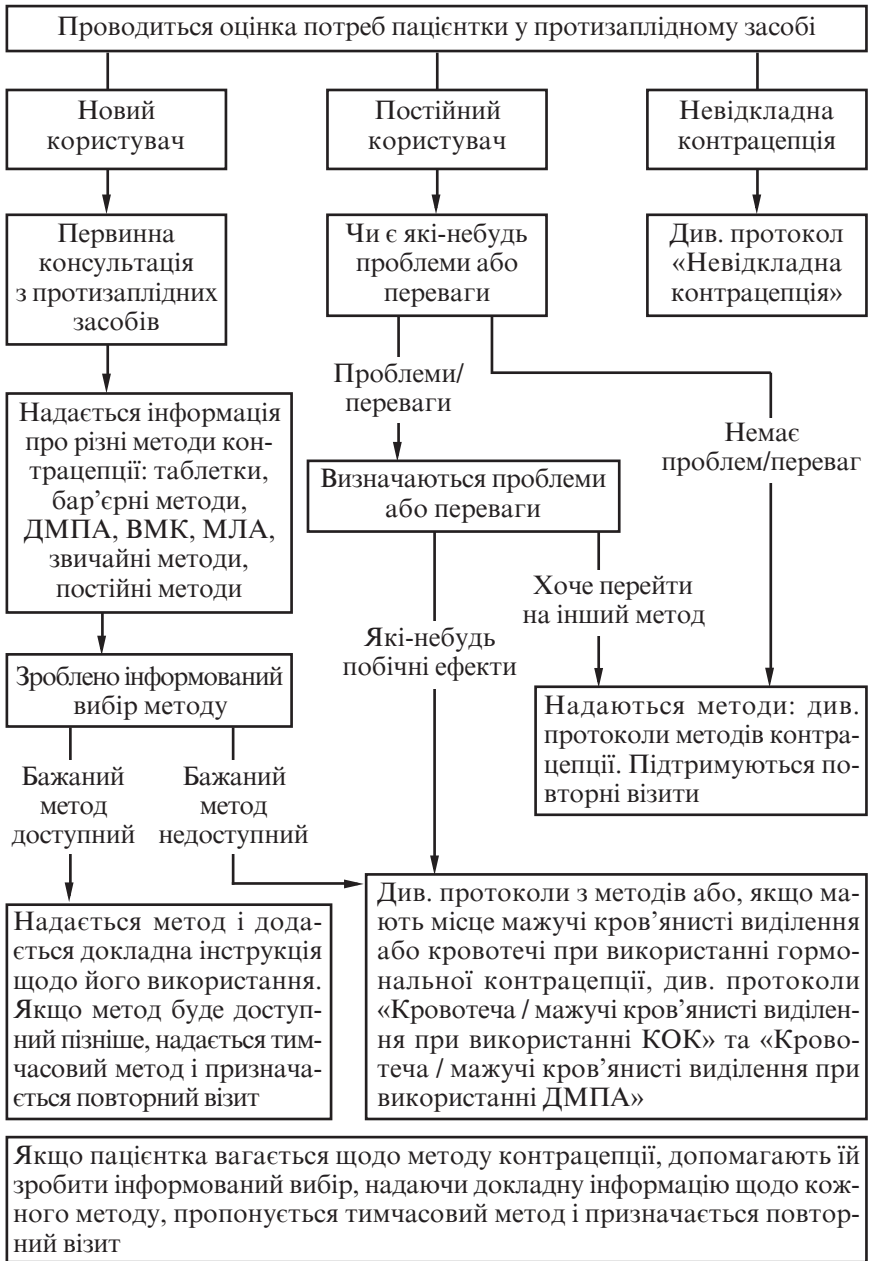 Проводиться оцінка потреб пацієнтки у протизаплідному засобі
Новий
користувач
Постійний
користувач
Невідкладна
контрацепція
Первинна
консультація
з протизаплідних
засобів
Чи є які-небудь
проблеми або
переваги
Див. протокол
«Невідкладна
контрацепція»
Проблеми/
переваги
Немає
проблем/переваг
Надається інформація
про різні методи кон-
трацепції: таблетки,
бар’єрні методи,
ДМПА, ВМК, МЛА,
звичайні методи,
постійні методи
Визначаються проблеми
або переваги
Хоче перейти
на інший метод
Які-небудь
побічні ефекти
Зроблено інформований
вибір методу
Надаються методи: див.
протоколи методів контра-
цепції. Підтримуються по-
вторні візити
Бажаний
метод
доступний
Бажаний
метод
недоступний
Надається метод і дода-
ється докладна інструкція
щодо його використання.
Якщо метод буде доступ-
ний пізніше, надається тим-
часовий метод і призначa-
ється повторний візит
Див. протоколи з методів або, якщо ма-
ють місце мажучі кров’янисті виділення
або кровотечі при використанні гормо-
нальної контрацепції, див. протоколи
«Кровотеча / мажучі кров’янисті виділен-
ня при використанні КОК» та «Крово-
теча / мажучі кров’янисті виділення при
використанні ДМПА»
Якщо пацієнтка вагається щодо методу контрацепції, допомагають їй
зробити інформований вибір, надаючи докладну інформацію щодо кож-
ного методу, пропонується тимчасовий метод і призначається повтор-
ний візит